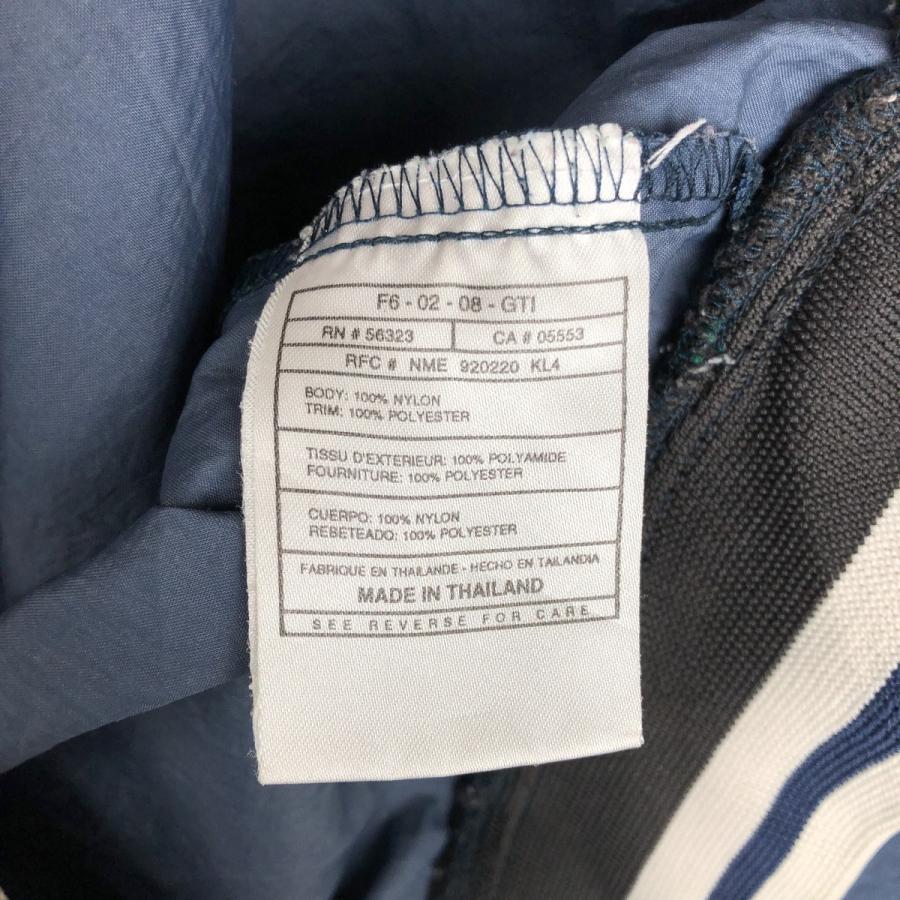 F6 - 02 - 08 - GTI
RN # 56323
CA # 05553
RFC # NME 920220 KL4
BODY: 100% NYLON
TRIM: 100% POLYESTER
TISSU D'EXTERIEUR: 100% POLYAMIDE
FOURNITURE: 100% POLYESTER
CUERPO: 100% NYLON
REBETEADO: 100% POLYESTER
FABRIQUE EN THAILANDE - HECHO EN TAILANDIA
MADE IN THAILAND
SEE REVERSE FOR CARE